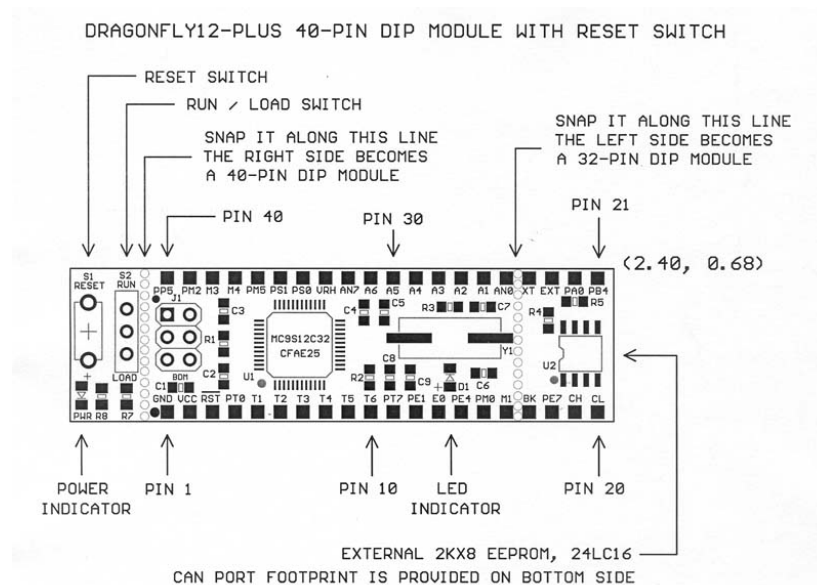 DRAGONFLY12-PLUS 40-PIN DIP MODULE WITH RESET SWITCH
RESET SWITCH
RUN / LOAD SWITCH
SNAP IT ALONG THIS LINE
THE RIGHT SIDE BECOMES
A 40-PIN DIP MODULE
SNAP IT ALONG THIS LINE
THE LEFT SIDE BECOMES
A 32-PIN DIP MODULE
PIN 40
PIN 30
PIN 21
(2.40, 0.68)
S1
RESET
S2
RUN
PP5 PM2 M3 M4 PM5 PS1 PS0 VRH AN7 A6 A5 A4 A3 A2 A1 AN0 XT EXT PA0 PB4
J1
C3
C4
C5
R3
C7
R4
R5
R1
MC9S12C32
CFAE25
Y1
C2
U1
C8
U2
LOAD
BDM
C1
R2
C9
D1
C6
+
+
GND VCC RST PT0 T1 T2 T3 T4 T5 T6 PT7 PE1 E0 PE4 PM0 M1 BK PE7 CH CL
PWR R8 R7
POWER
INDICATOR
PIN 1
PIN 10
LED
INDICATOR
PIN 20
EXTERNAL 2KX8 EEPROM, 24LC16
CAN PORT FOOTPRINT IS PROVIDED ON BOTTOM SIDE